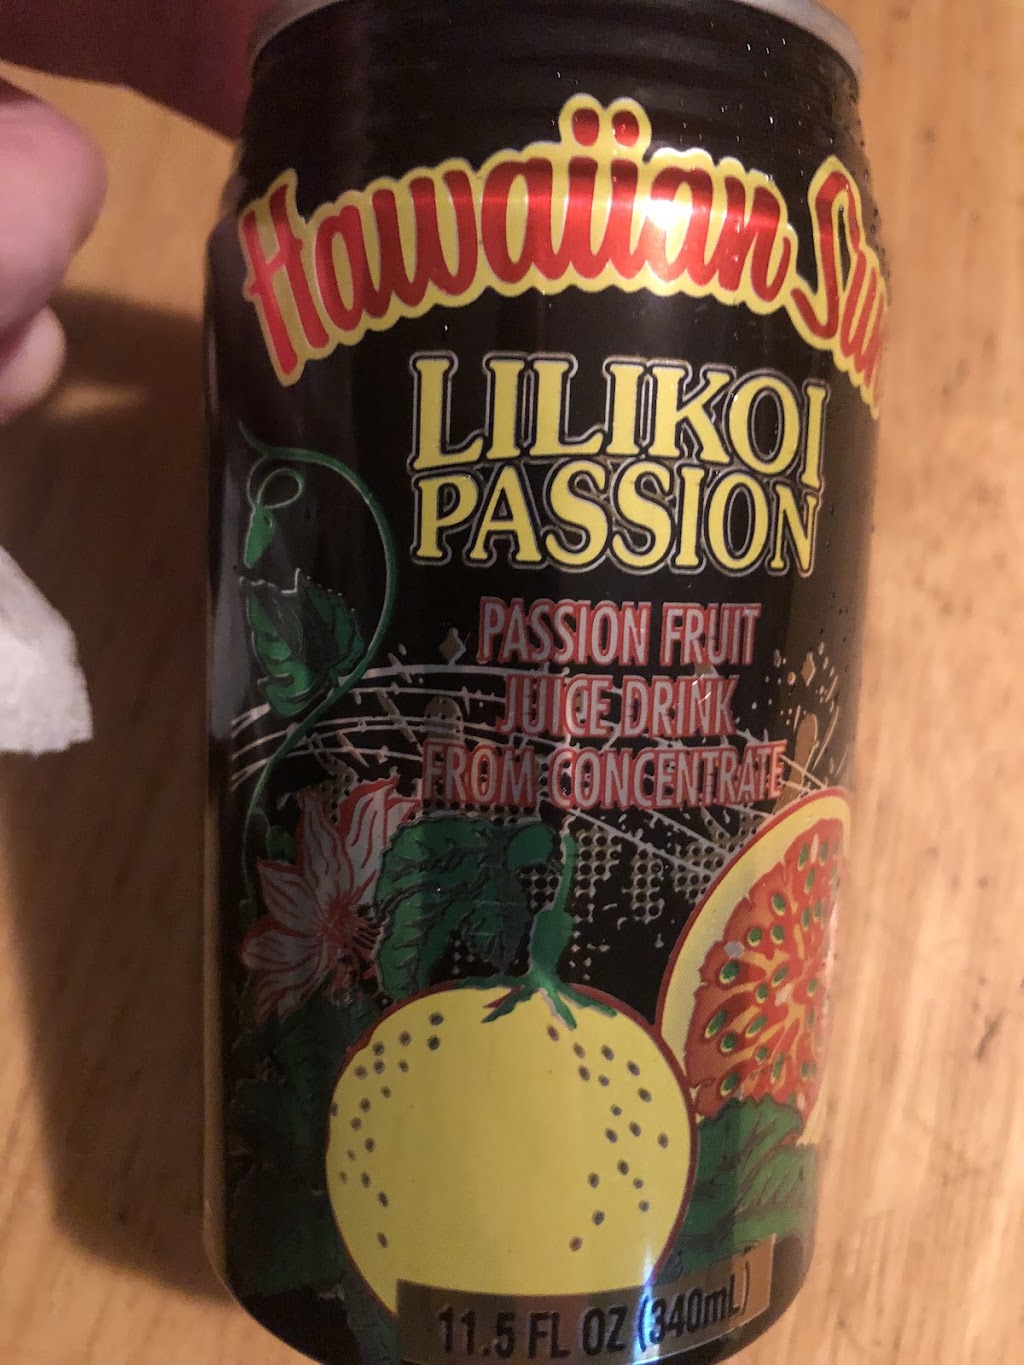 Hawaiian Sun
LILIKOI
PASSION
PASSION FRUIT
JUICE DRINK
FROM CONCENTRATE
11.5 FL OZ (340mL)